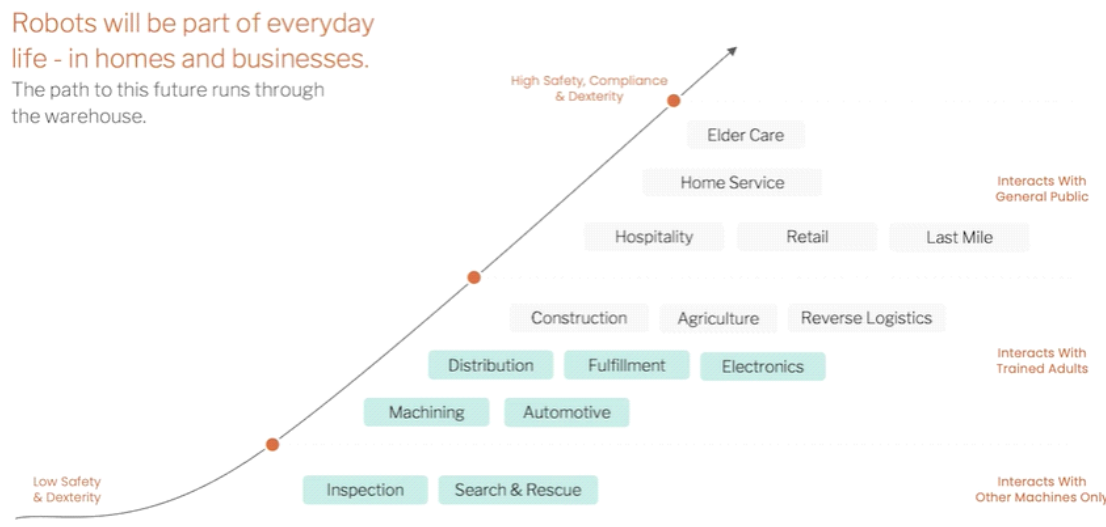 Robots will be part of everyday
life - in homes and businesses.
The path to this future runs through
the warehouse.
High Safety, Compliance
& Dexterity
Elder Care
Home Service
Interacts With
General Public
Hospitality
Retail
Last Mile
Construction
Agriculture
Reverse Logistics
Distribution
Fulfillment
Electronics
Interacts With
Trained Adults
Machining
Automotive
Low Safety
& Dexterity
Inspection
Search & Rescue
Interacts With
Other Machines Only